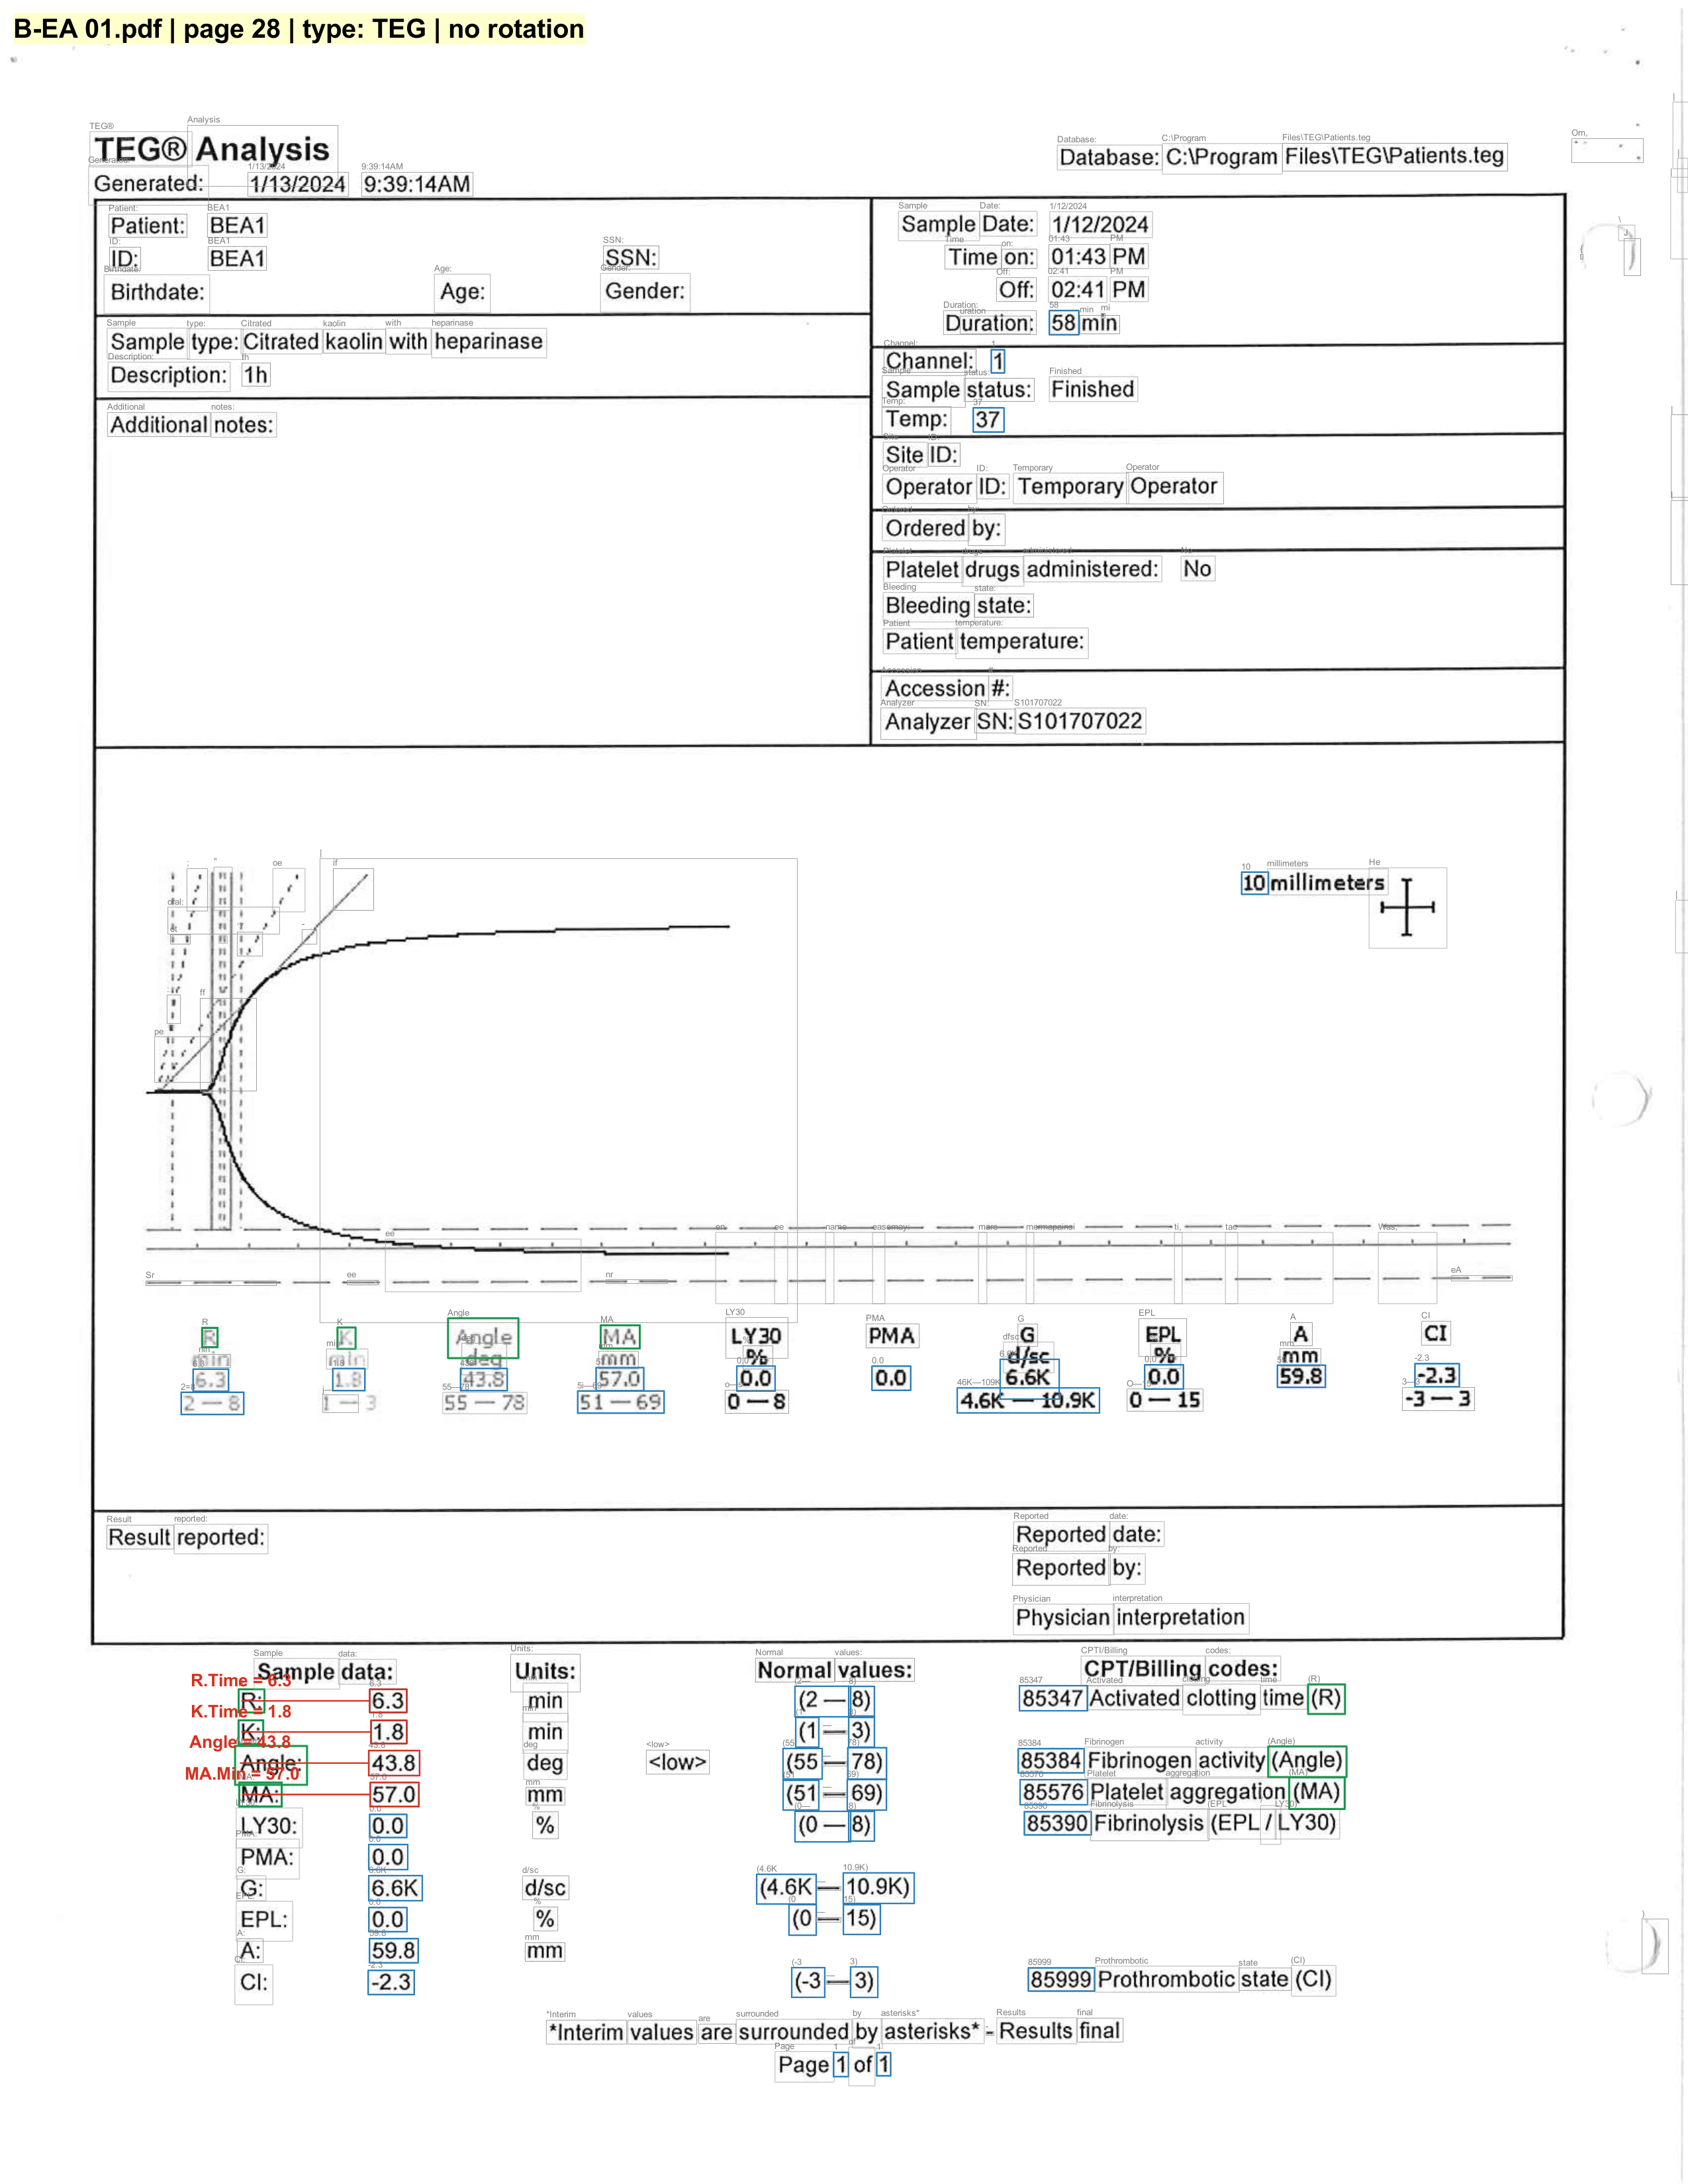 B-EA 01.pdf | page 28 | type: TEG | no rotation
TEG® Analysis
Generated: 1/13/2024 9:39:14AM
Database: C:\Program Files\TEG\Patients.teg
Patient: BEA1
ID: BEA1 SSN:
Birthdate: Age: Gender:
Sample type: Citrated kaolin with heparinase
Description: 1h
Additional notes:
Sample Date: 1/12/2024
Time on: 01:43 PM
Off: 02:41 PM
Duration: 58 min
Channel: 1
Sample status: Finished
Temp: 37
Site ID:
Operator ID: Temporary Operator
Ordered by:
Platelet drugs administered: No
Bleeding state:
Patient temperature:
Accession #:
Analyzer SN: S101707022
10 millimeters
R K Angle MA LY30 PMA G EPL A CI
min min deg mm % d/sc % mm
6.3 1.8 43.8 57.0 0.0 0.0 6.6K 0.0 59.8 -2.3
2 — 8 1 — 3 55 — 78 51 — 69 0 — 8 4.6K — 10.9K 0 — 15 -3 — 3
Result reported:
Reported date:
Reported by:
Physician interpretation
Sample data: Units: Normal values: CPT/Billing codes:
R.Time = 6.3
R: 6.3 min (2 — 8) 85347 Activated clotting time (R)
K.Time = 1.8
K: 1.8 min (1 — 3)
Angle = 43.8
Angle: 43.8 deg <low> (55 — 78) 85384 Fibrinogen activity (Angle)
MA.Min = 57.0
MA: 57.0 mm (51 — 69) 85576 Platelet aggregation (MA)
LY30: 0.0 % (0 — 8) 85390 Fibrinolysis (EPL / LY30)
PMA: 0.0
G: 6.6K d/sc (4.6K — 10.9K)
EPL: 0.0 % (0 — 15)
A: 59.8 mm
CI: -2.3 (-3 — 3) 85999 Prothrombotic state (CI)
*Interim values are surrounded by asterisks* - Results final
Page 1 of 1